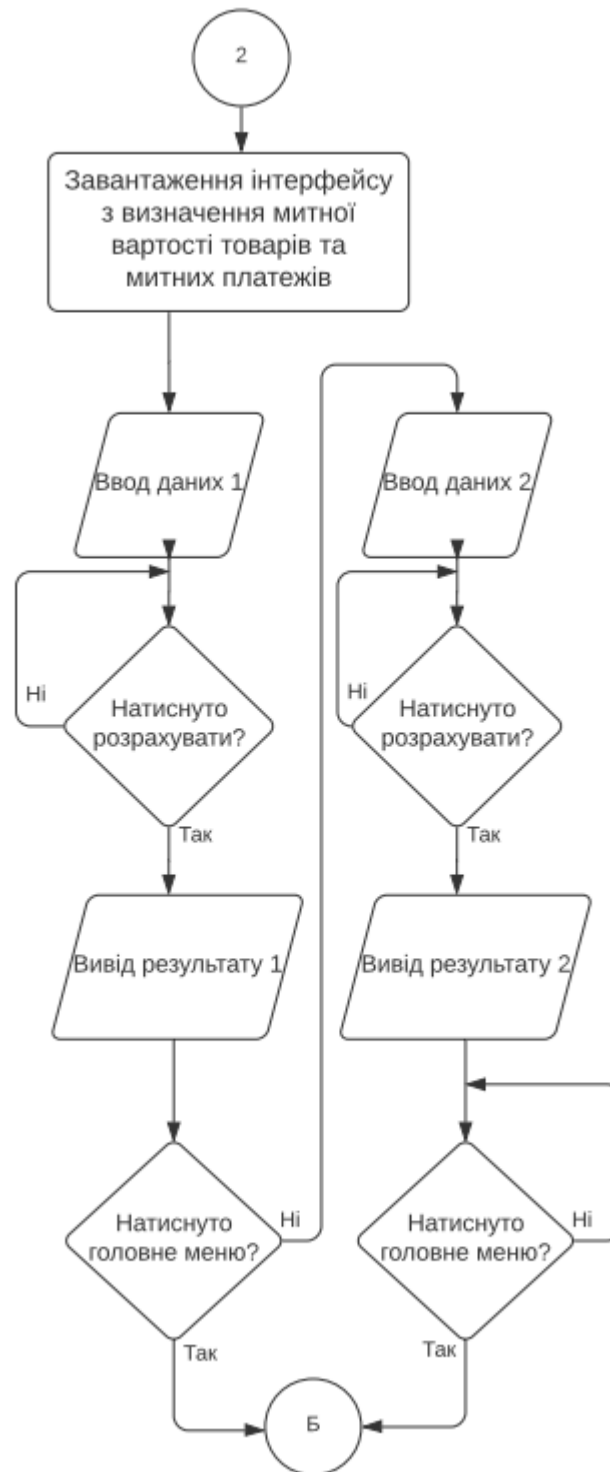 2
Завантаження інтерфейсу
з визначення митної
вартості товарів та
митних платежів
Ввод даних 1
Ні
Натиснуто
розрахувати?
Так
Вивід результату 1
Натиснуто
головне меню?
Ні
Так
Ввод даних 2
Ні
Натиснуто
розрахувати?
Так
Вивід результату 2
Натиснуто
головне меню?
Ні
Так
Б